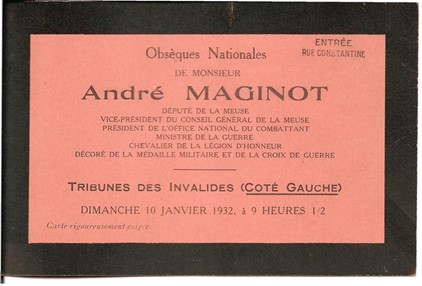 ENTRÉE
RUE CONSTANTINE
Obsèques Nationales
DE MONSIEUR
André MAGINOT
DÉPUTÉ DE LA MEUSE
VICE-PRÉSIDENT DU CONSEIL GÉNÉRAL DE LA MEUSE
PRÉSIDENT DE L'OFFICE NATIONAL DU COMBATTANT
MINISTRE DE LA GUERRE
CHEVALIER DE LA LÉGION D'HONNEUR
DÉCORÉ DE LA MÉDAILLE MILITAIRE ET DE LA CROIX DE GUERRE
TRIBUNES DES INVALIDES (COTÉ GAUCHE)
DIMANCHE 10 JANVIER 1932, à 9 HEURES 1/2
Carte rigoureusement exigée.